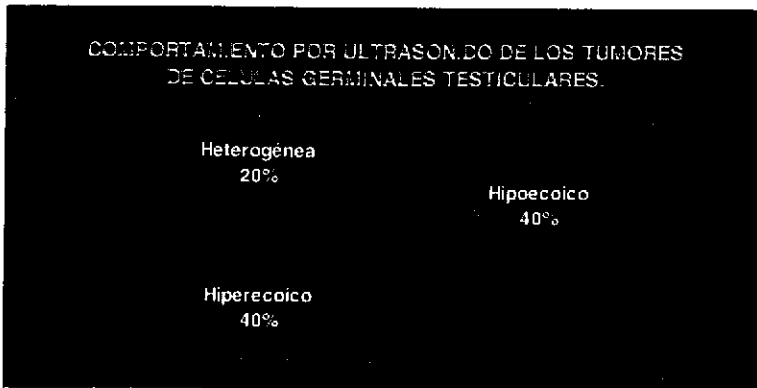 COMPORTAMIENTO POR ULTRASONIDO DE LOS TUMORES
DE CELULAS GERMINALES TESTICULARES.
Heterogénea
20%
Hipoecoico
40%
Hiperecoico
40%